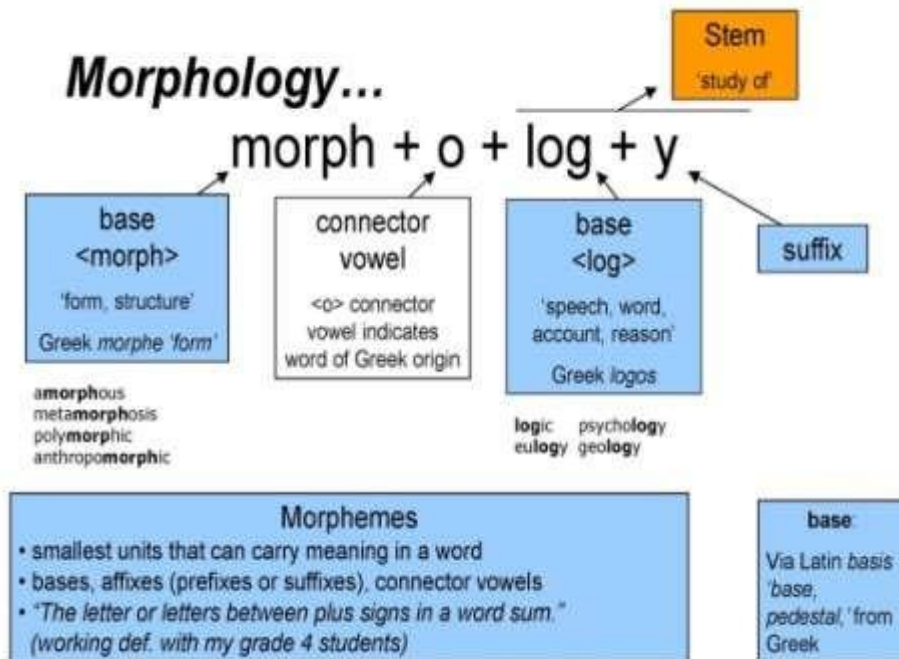 Stem
'study of'
Morphology...
morph + o + log + y
base
<morph>
'form, structure'
Greek morphe 'form'
connector
vowel
<o> connector
vowel indicates
word of Greek origin
base
<log>
'speech, word,
account, reason'
Greek logos
suffix
amorphous
metamorphosis
polymorphic
anthropomorphic
logic psychology
eulogy geology
Morphemes
• smallest units that can carry meaning in a word
• bases, affixes (prefixes or suffixes), connector vowels
• "The letter or letters between plus signs in a word sum."
(working def. with my grade 4 students)
base:
Via Latin basis
'base,
pedestal,' from
Greek